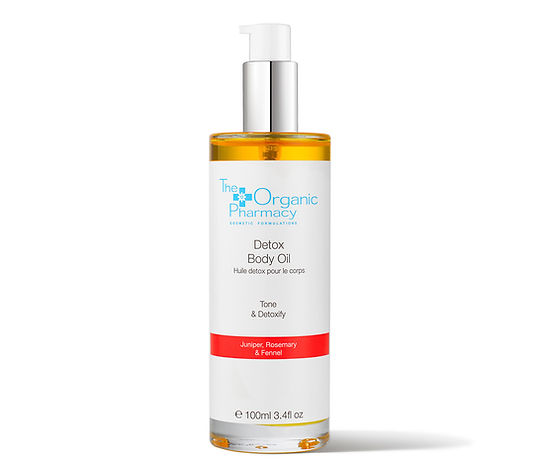 The Organic
Pharmacy
COSMETIC FORMULATIONS
Detox
Body Oil
Huile detox pour le corps
Tone
& Detoxify
Juniper, Rosemary
& Fennel
℮ 100ml 3.4fl oz